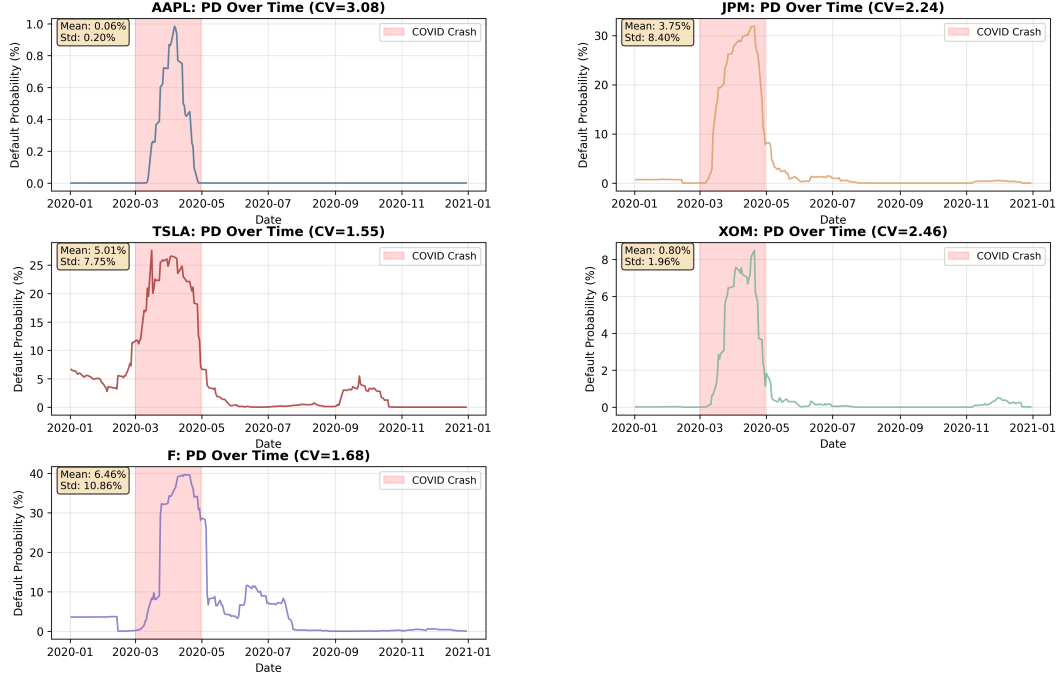 AAPL: PD Over Time (CV=3.08)
Mean: 0.06%
Std: 0.20%
COVID Crash
Default Probability (%)
1.0
0.8
0.6
0.4
0.2
0.0
2020-01 2020-03 2020-05 2020-07 2020-09 2020-11 2021-01
Date
JPM: PD Over Time (CV=2.24)
Mean: 3.75%
Std: 8.40%
COVID Crash
Default Probability (%)
30
20
10
0
2020-01 2020-03 2020-05 2020-07 2020-09 2020-11 2021-01
Date
TSLA: PD Over Time (CV=1.55)
Mean: 5.01%
Std: 7.75%
COVID Crash
Default Probability (%)
25
20
15
10
5
0
2020-01 2020-03 2020-05 2020-07 2020-09 2020-11 2021-01
Date
XOM: PD Over Time (CV=2.46)
Mean: 0.80%
Std: 1.96%
COVID Crash
Default Probability (%)
8
6
4
2
0
2020-01 2020-03 2020-05 2020-07 2020-09 2020-11 2021-01
Date
F: PD Over Time (CV=1.68)
Mean: 6.46%
Std: 10.86%
COVID Crash
Default Probability (%)
40
30
20
10
0
2020-01 2020-03 2020-05 2020-07 2020-09 2020-11 2021-01
Date